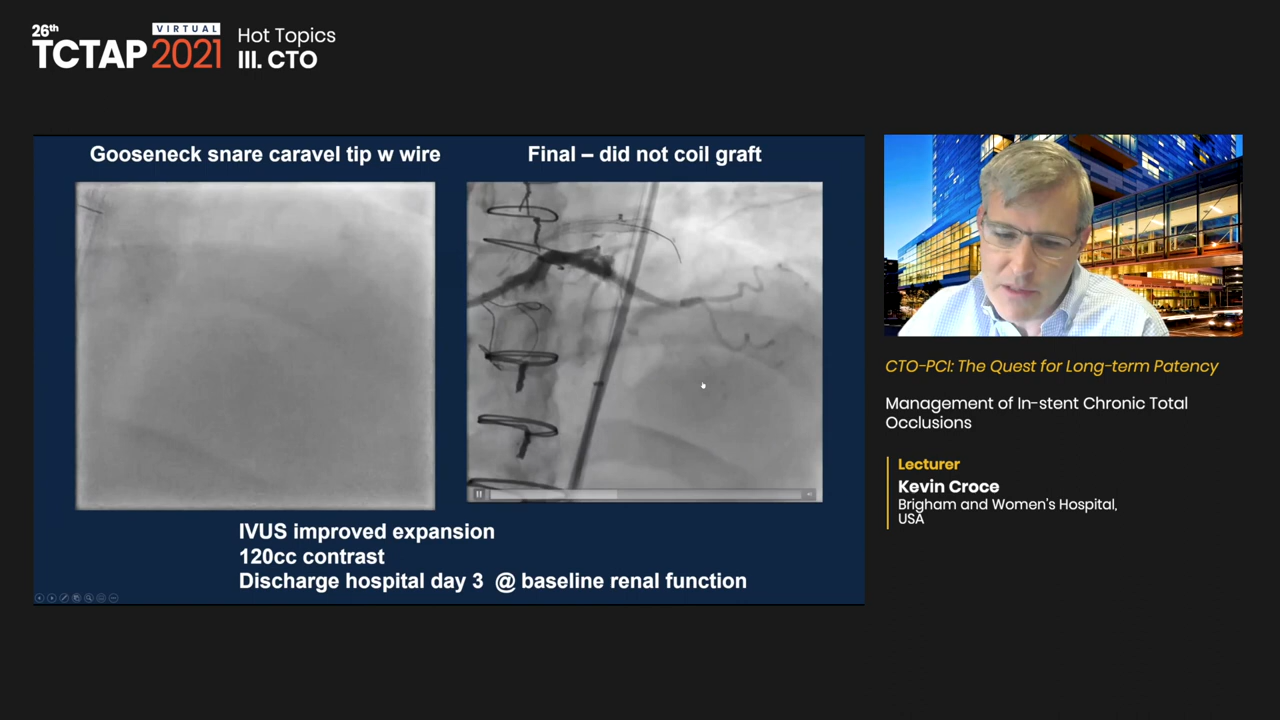 26th
VIRTUAL
TCTAP 2021
Hot Topics
III. CTO
Gooseneck snare caravel tip w wire
Final – did not coil graft
IVUS improved expansion
120cc contrast
Discharge hospital day 3 @ baseline renal function
CTO-PCI: The Quest for Long-term Patency
Management of In-stent Chronic Total
Occlusions
Lecturer
Kevin Croce
Brigham and Women's Hospital,
USA